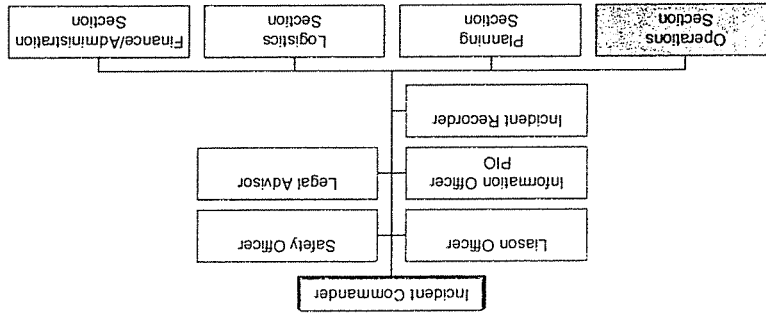 Incident Commander
Liason Officer
Safety Officer
Information Officer
PIO
Legal Advisor
Incident Recorder
Operations
Section
Planning
Section
Logistics
Section
Finance/Administration
Section